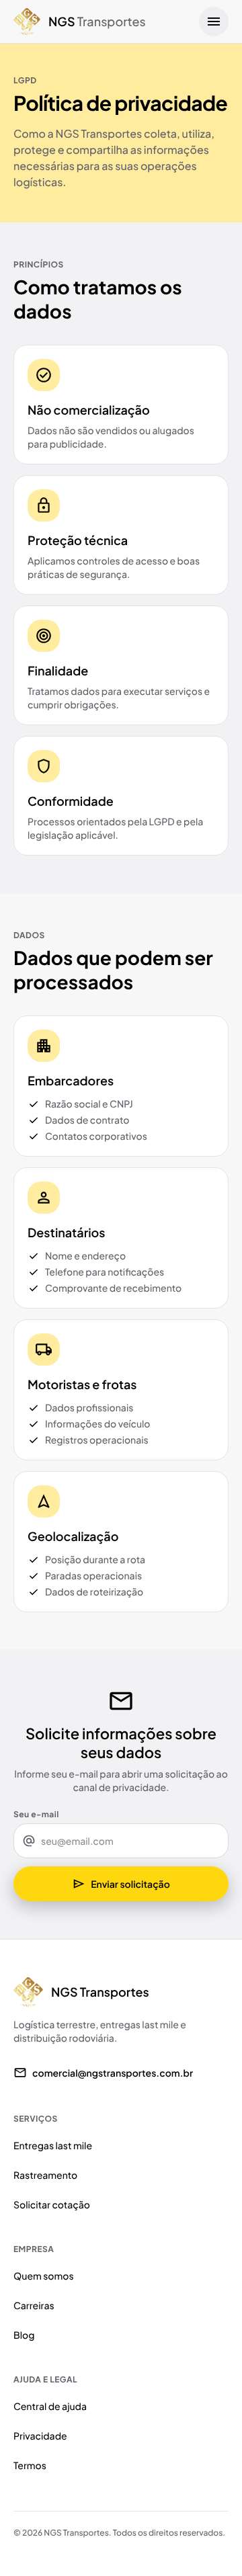 NGS
NGS Transportes
LGPD
Política de privacidade
Como a NGS Transportes coleta, utiliza,
protege e compartilha as informações
necessárias para as suas operações
logísticas.
PRINCÍPIOS
Como tratamos os
dados
Não comercialização
Dados não são vendidos ou alugados
para publicidade.
Proteção técnica
Aplicamos controles de acesso e boas
práticas de segurança.
Finalidade
Tratamos dados para executar serviços e
cumprir obrigações.
Conformidade
Processos orientados pela LGPD e pela
legislação aplicável.
DADOS
Dados que podem ser
processados
Embarcadores
Razão social e CNPJ
Dados de contrato
Contatos corporativos
Destinatários
Nome e endereço
Telefone para notificações
Comprovante de recebimento
Motoristas e frotas
Dados profissionais
Informações do veículo
Registros operacionais
Geolocalização
Posição durante a rota
Paradas operacionais
Dados de roteirização
Solicite informações sobre
seus dados
Informe seu e-mail para abrir uma solicitação ao
canal de privacidade.
Seu e-mail
seu@email.com
Enviar solicitação
NGS
NGS Transportes
Logística terrestre, entregas last mile e
distribuição rodoviária.
comercial@ngstransportes.com.br
SERVIÇOS
Entregas last mile
Rastreamento
Solicitar cotação
EMPRESA
Quem somos
Carreiras
Blog
AJUDA E LEGAL
Central de ajuda
Privacidade
Termos
© 2026 NGS Transportes. Todos os direitos reservados.